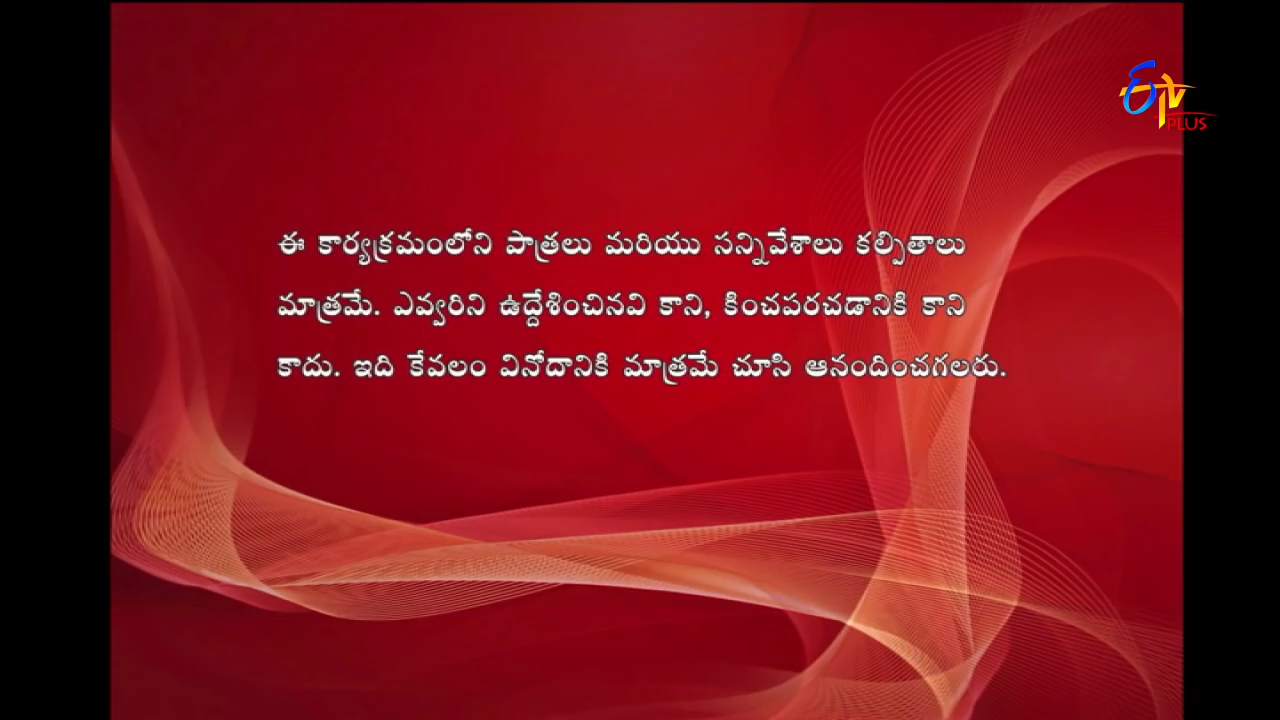 ETV
PLUS
ఈ కార్యక్రమంలోని పాత్రలు మరియు సన్నివేశాలు కల్పితాలు
మాత్రమే. ఎవ్వరిని ఉద్దేశించినవి కాని, కించపరచడానికి కాని
కాదు. ఇది కేవలం వినోదానికి మాత్రమే చూసి ఆనందించగలరు.